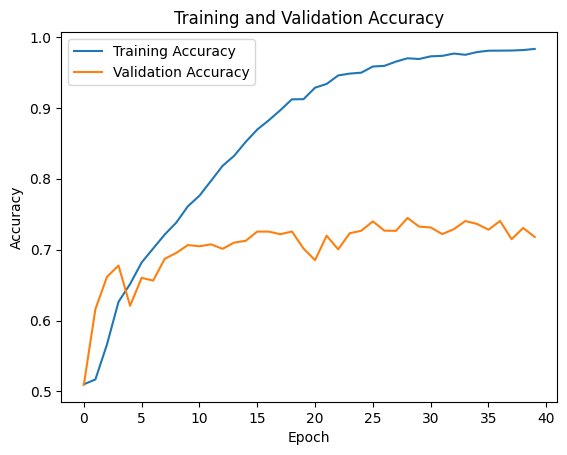 Training and Validation Accuracy
Training Accuracy
Validation Accuracy
1.0
0.9
0.8
0.7
0.6
0.5
Accuracy
0 5 10 15 20 25 30 35 40
Epoch